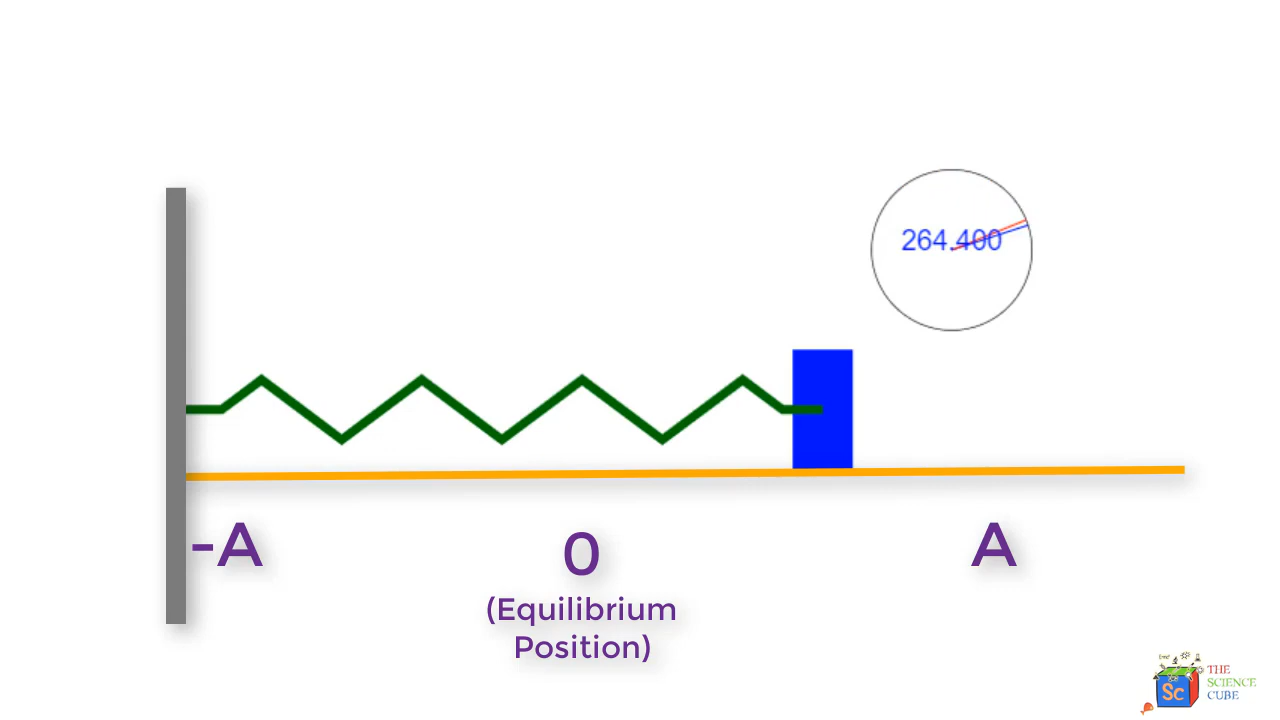 264.400
-A
0
A
(Equilibrium
Position)
Sc
THE
SCIENCE
CUBE